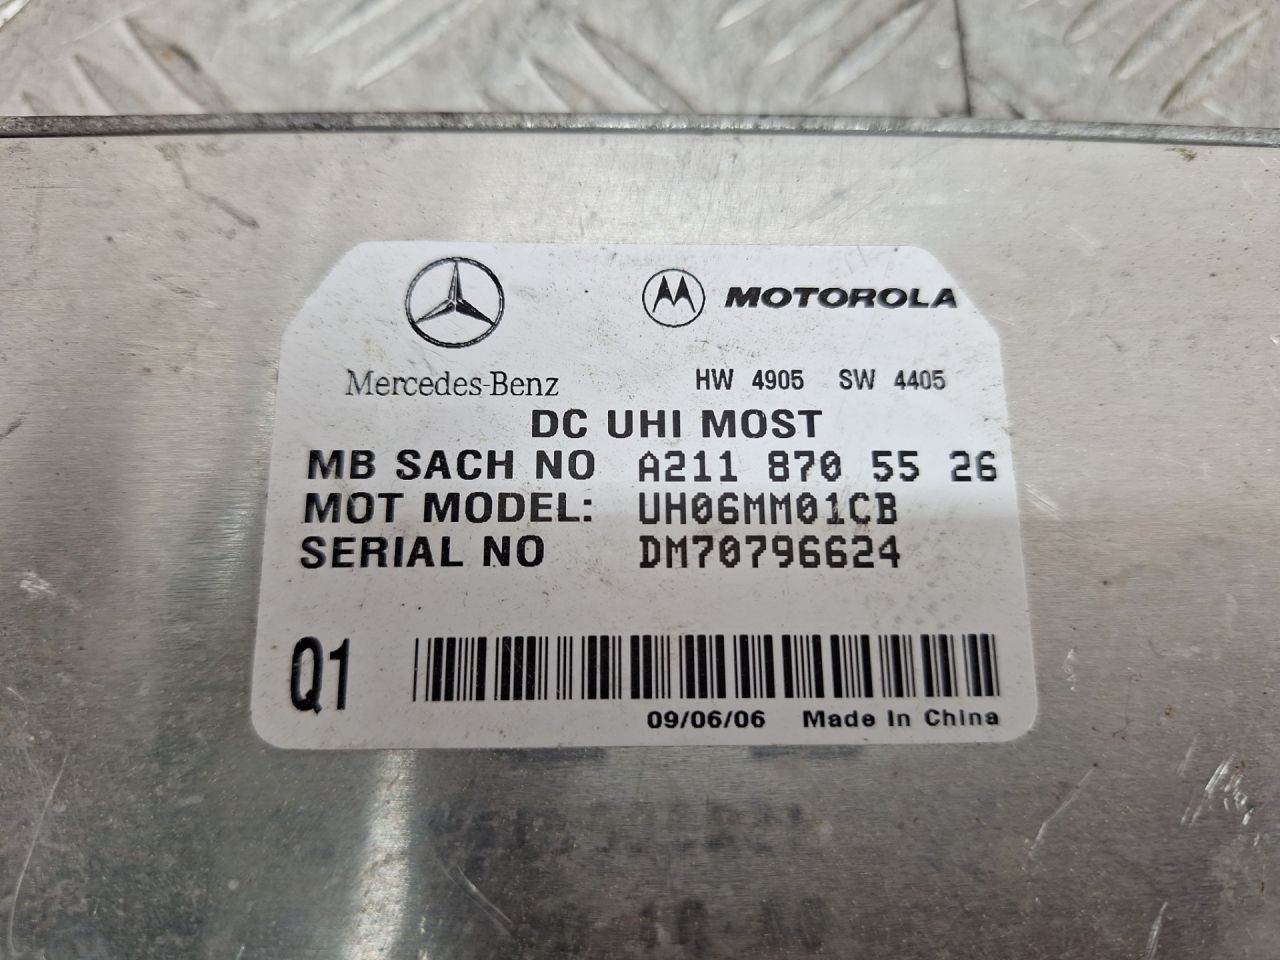 MOTOROLA
Mercedes-Benz
HW 4905 SW 4405
DC UHI MOST
MB SACH NO A211 870 55 26
MOT MODEL: UH06MM01CB
SERIAL NO DM70796624
Q1
09/06/06 Made In China